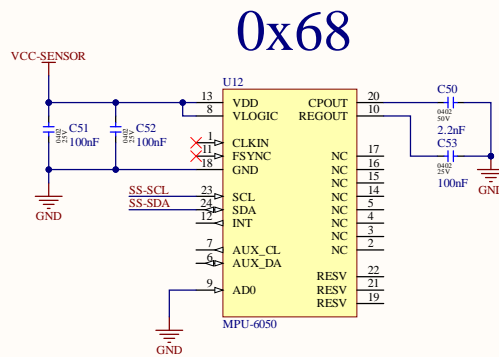 0x68
VCC-SENSOR
U12
C50
0402
50V
2.2nF
C53
0402
25V
100nF
GND
C51
0402
25V
100nF
C52
0402
25V
100nF
GND
13 VDD
8 VLOGIC
1 CLKIN
11 FSYNC
18 GND
SS-SCL 23 SCL
SS-SDA 24 SDA
12 INT
7 AUX_CL
6 AUX_DA
9 AD0
CPOUT 20
REGOUT 10
NC 17
NC 16
NC 15
NC 14
NC 5
NC 4
NC 3
NC 2
RESV 22
RESV 21
RESV 19
MPU-6050
GND